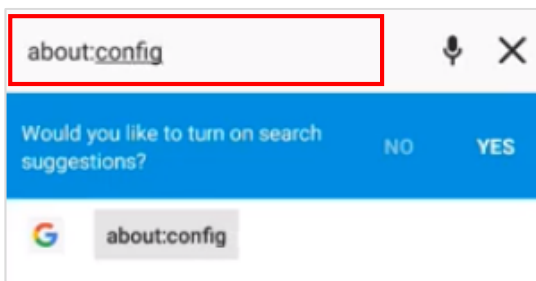 about:config
Would you like to turn on search
suggestions?
NO
YES
about:config